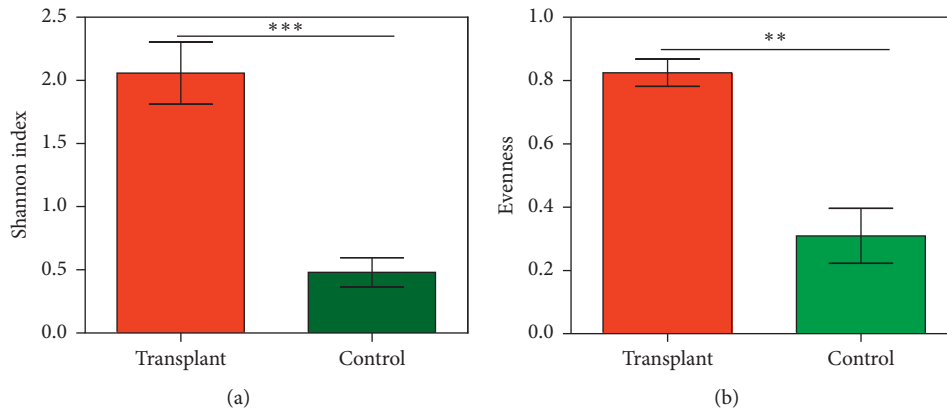 2.5
2.0
1.5
1.0
0.5
0.0
Shannon index
***
Transplant Control
(a)
1.0
0.8
0.6
0.4
0.2
0.0
Evenness
**
Transplant Control
(b)